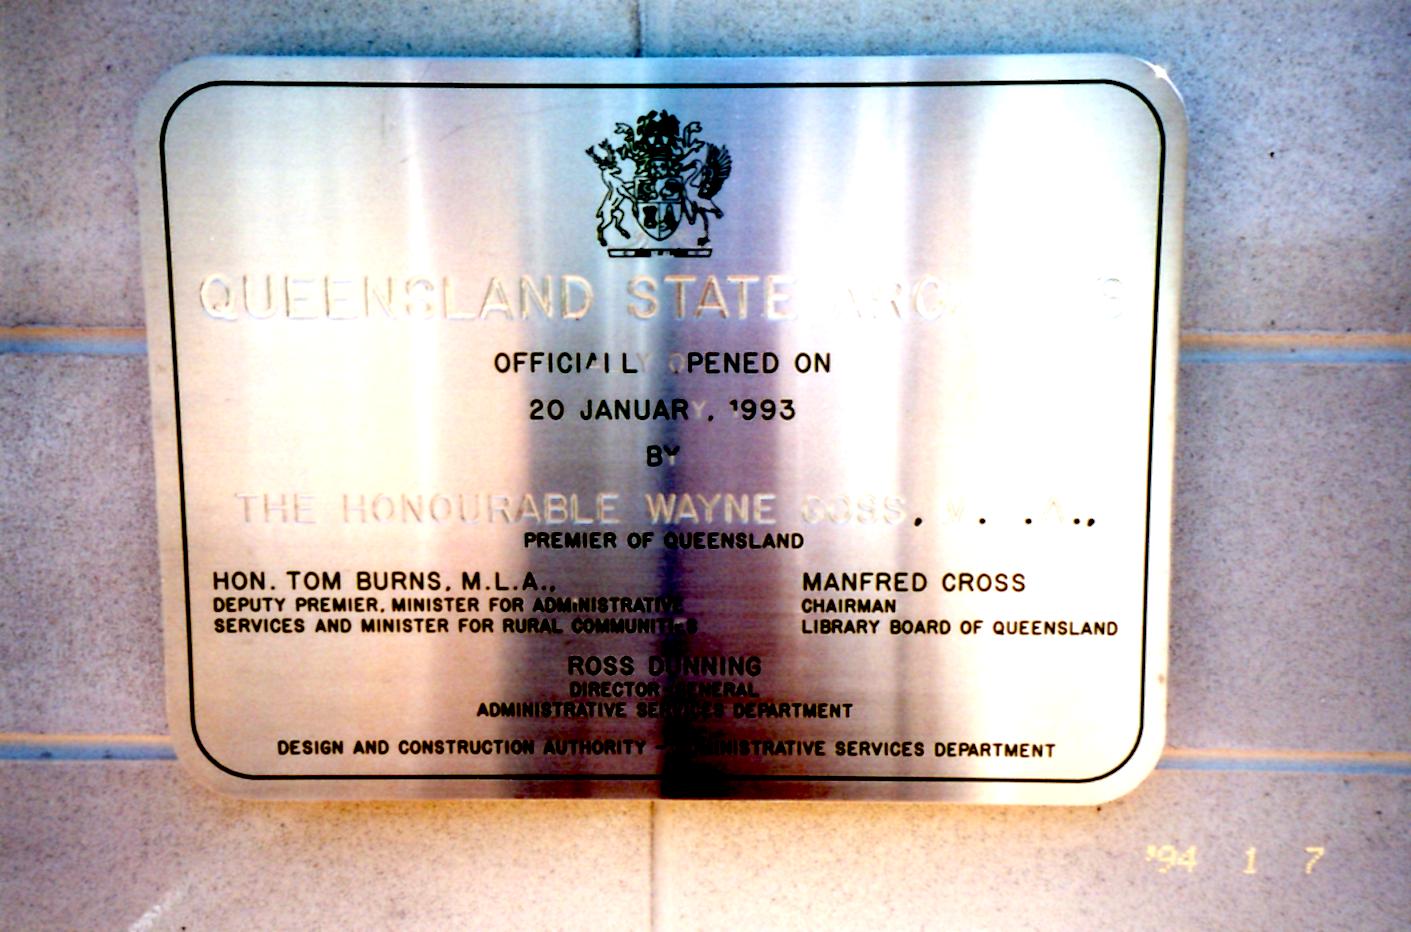 QUEENSLAND STATE ARCHIVES
OFFICIALLY OPENED ON
20 JANUARY, 1993
BY
THE HONOURABLE WAYNE GOSS, M.L.A.,
PREMIER OF QUEENSLAND
HON. TOM BURNS, M.L.A.,
DEPUTY PREMIER, MINISTER FOR ADMINISTRATIVE
SERVICES AND MINISTER FOR RURAL COMMUNITIES
MANFRED CROSS
CHAIRMAN
LIBRARY BOARD OF QUEENSLAND
ROSS DUNNING
DIRECTOR GENERAL
ADMINISTRATIVE SERVICES DEPARTMENT
DESIGN AND CONSTRUCTION AUTHORITY - ADMINISTRATIVE SERVICES DEPARTMENT
'94 1 7